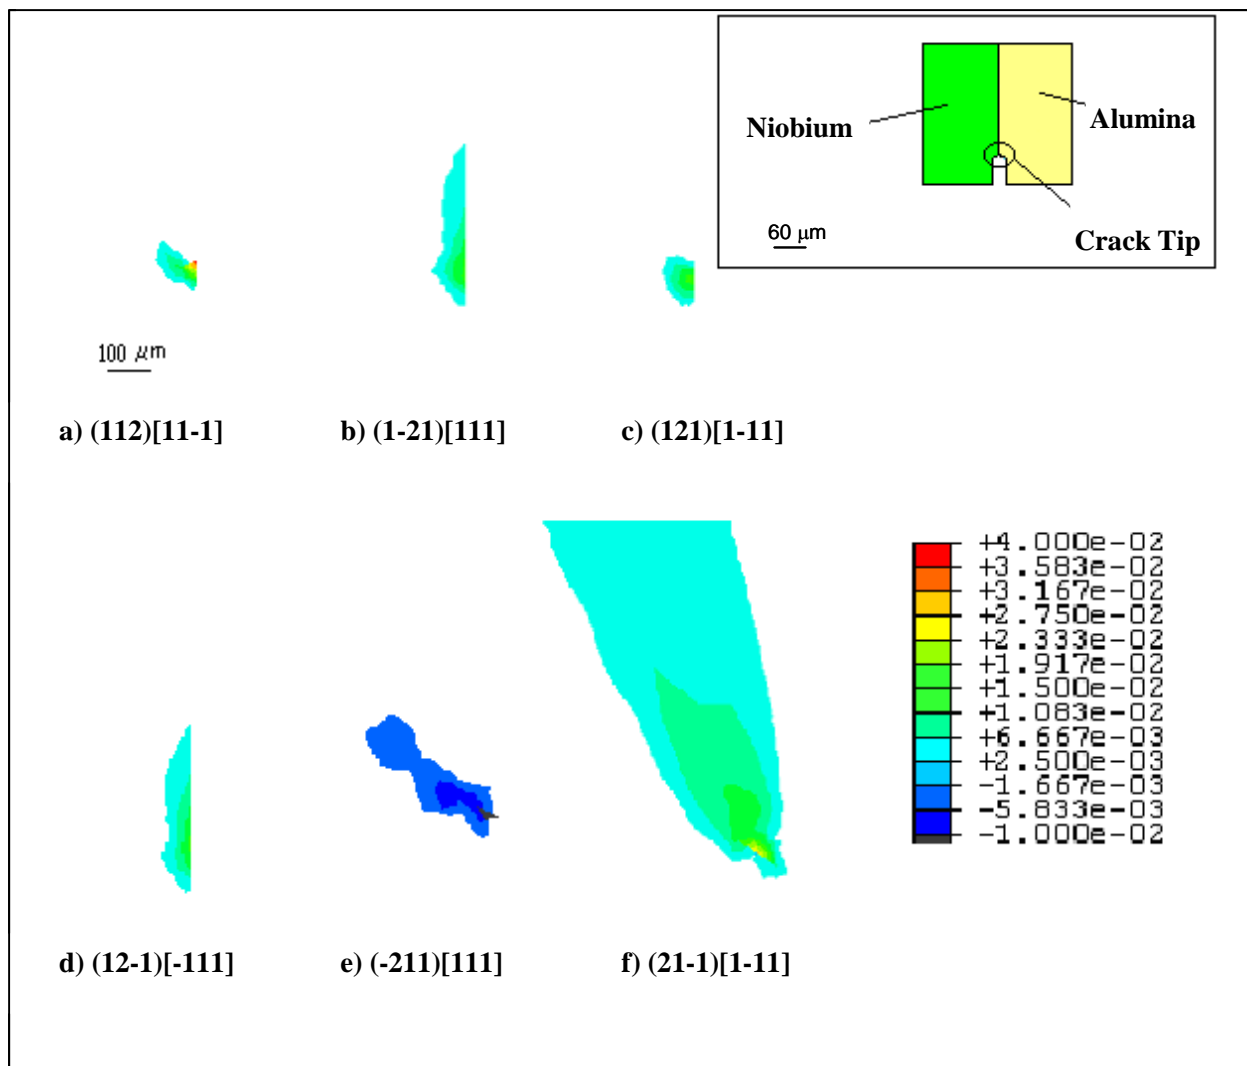 Niobium
Alumina
60 μm
Crack Tip
100 μm
a) (112)[11-1]
b) (1-21)[111]
c) (121)[1-11]
+4.000e-02
+3.583e-02
+3.167e-02
+2.750e-02
+2.333e-02
+1.917e-02
+1.500e-02
+1.083e-02
+6.667e-03
+2.500e-03
-1.667e-03
-5.833e-03
-1.000e-02
d) (12-1)[-111]
e) (-211)[111]
f) (21-1)[1-11]